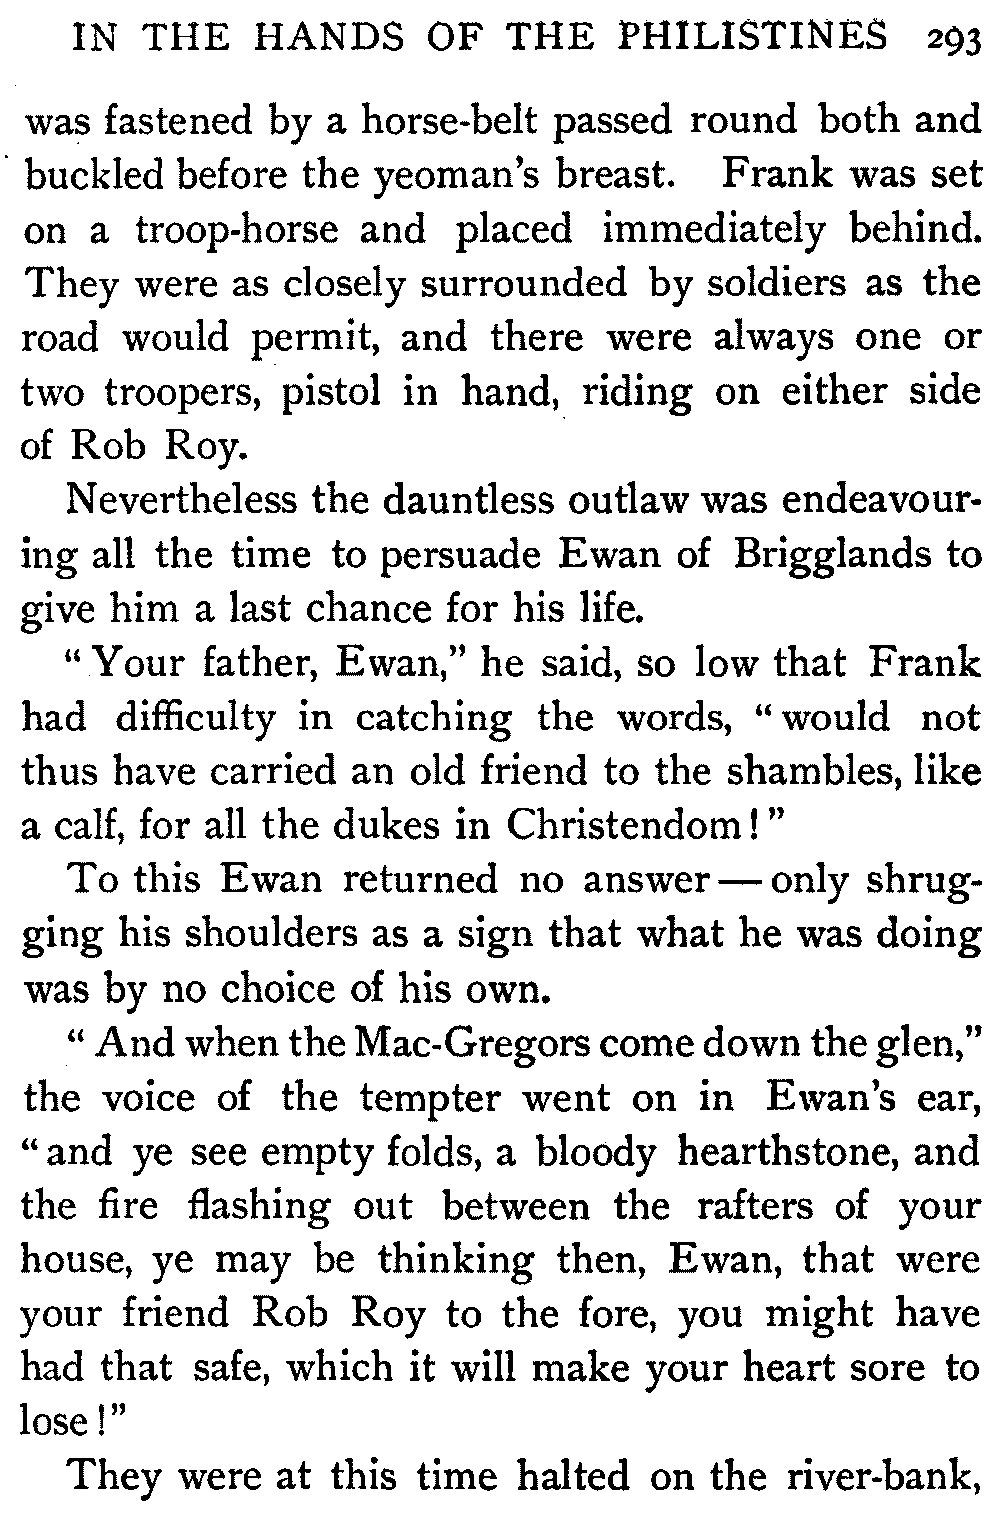 IN THE HANDS OF THE PHILISTINES 293
was fastened by a horse-belt passed round both and
buckled before the yeoman's breast. Frank was set
on a troop-horse and placed immediately behind.
They were as closely surrounded by soldiers as the
road would permit, and there were always one or
two troopers, pistol in hand, riding on either side
of Rob Roy.
Nevertheless the dauntless outlaw was endeavour-
ing all the time to persuade Ewan of Brigglands to
give him a last chance for his life.
"Your father, Ewan," he said, so low that Frank
had difficulty in catching the words, "would not
thus have carried an old friend to the shambles, like
a calf, for all the dukes in Christendom!"
To this Ewan returned no answer — only shrug-
ging his shoulders as a sign that what he was doing
was by no choice of his own.
"And when the Mac-Gregors come down the glen,"
the voice of the tempter went on in Ewan's ear,
"and ye see empty folds, a bloody hearthstone, and
the fire flashing out between the rafters of your
house, ye may be thinking then, Ewan, that were
your friend Rob Roy to the fore, you might have
had that safe, which it will make your heart sore to
lose!"
They were at this time halted on the river-bank,